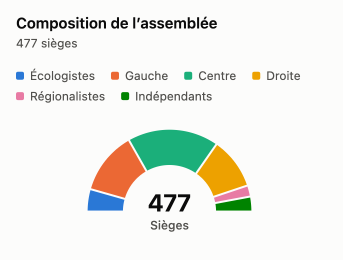 Composition de l’assemblée
477 sièges
Écologistes Gauche Centre Droite
Régionalistes Indépendants
477
Sièges